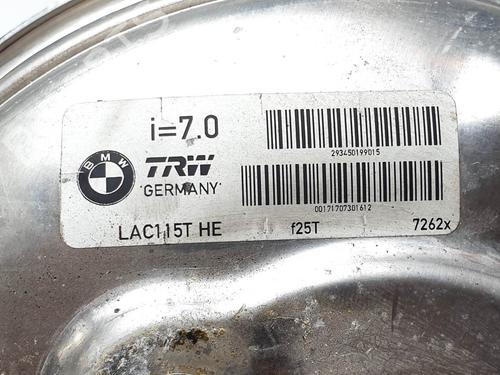 i=7.0
293450199015
BMW
TRW
GERMANY
00171707301612
LAC115T HE
f25T
7262x